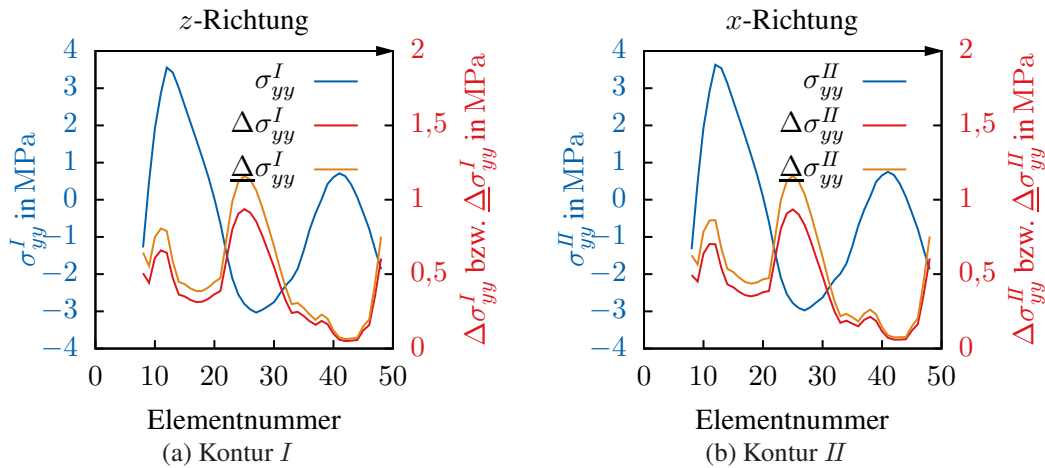 z-Richtung
4
3
2
1
0
−1
−2
−3
−4
σ^I_yy in MPa
σ^I_yy
Δσ^I_yy
Δσ^I_yy
2
1,5
1
0,5
0
Δσ^I_yy bzw. Δσ^I_yy in MPa
0 10 20 30 40 50
Elementnummer
(a) Kontur I
x-Richtung
4
3
2
1
0
−1
−2
−3
−4
σ^II_yy in MPa
σ^II_yy
Δσ^II_yy
Δσ^II_yy
2
1,5
1
0,5
0
Δσ^II_yy bzw. Δσ^II_yy in MPa
0 10 20 30 40 50
Elementnummer
(b) Kontur II